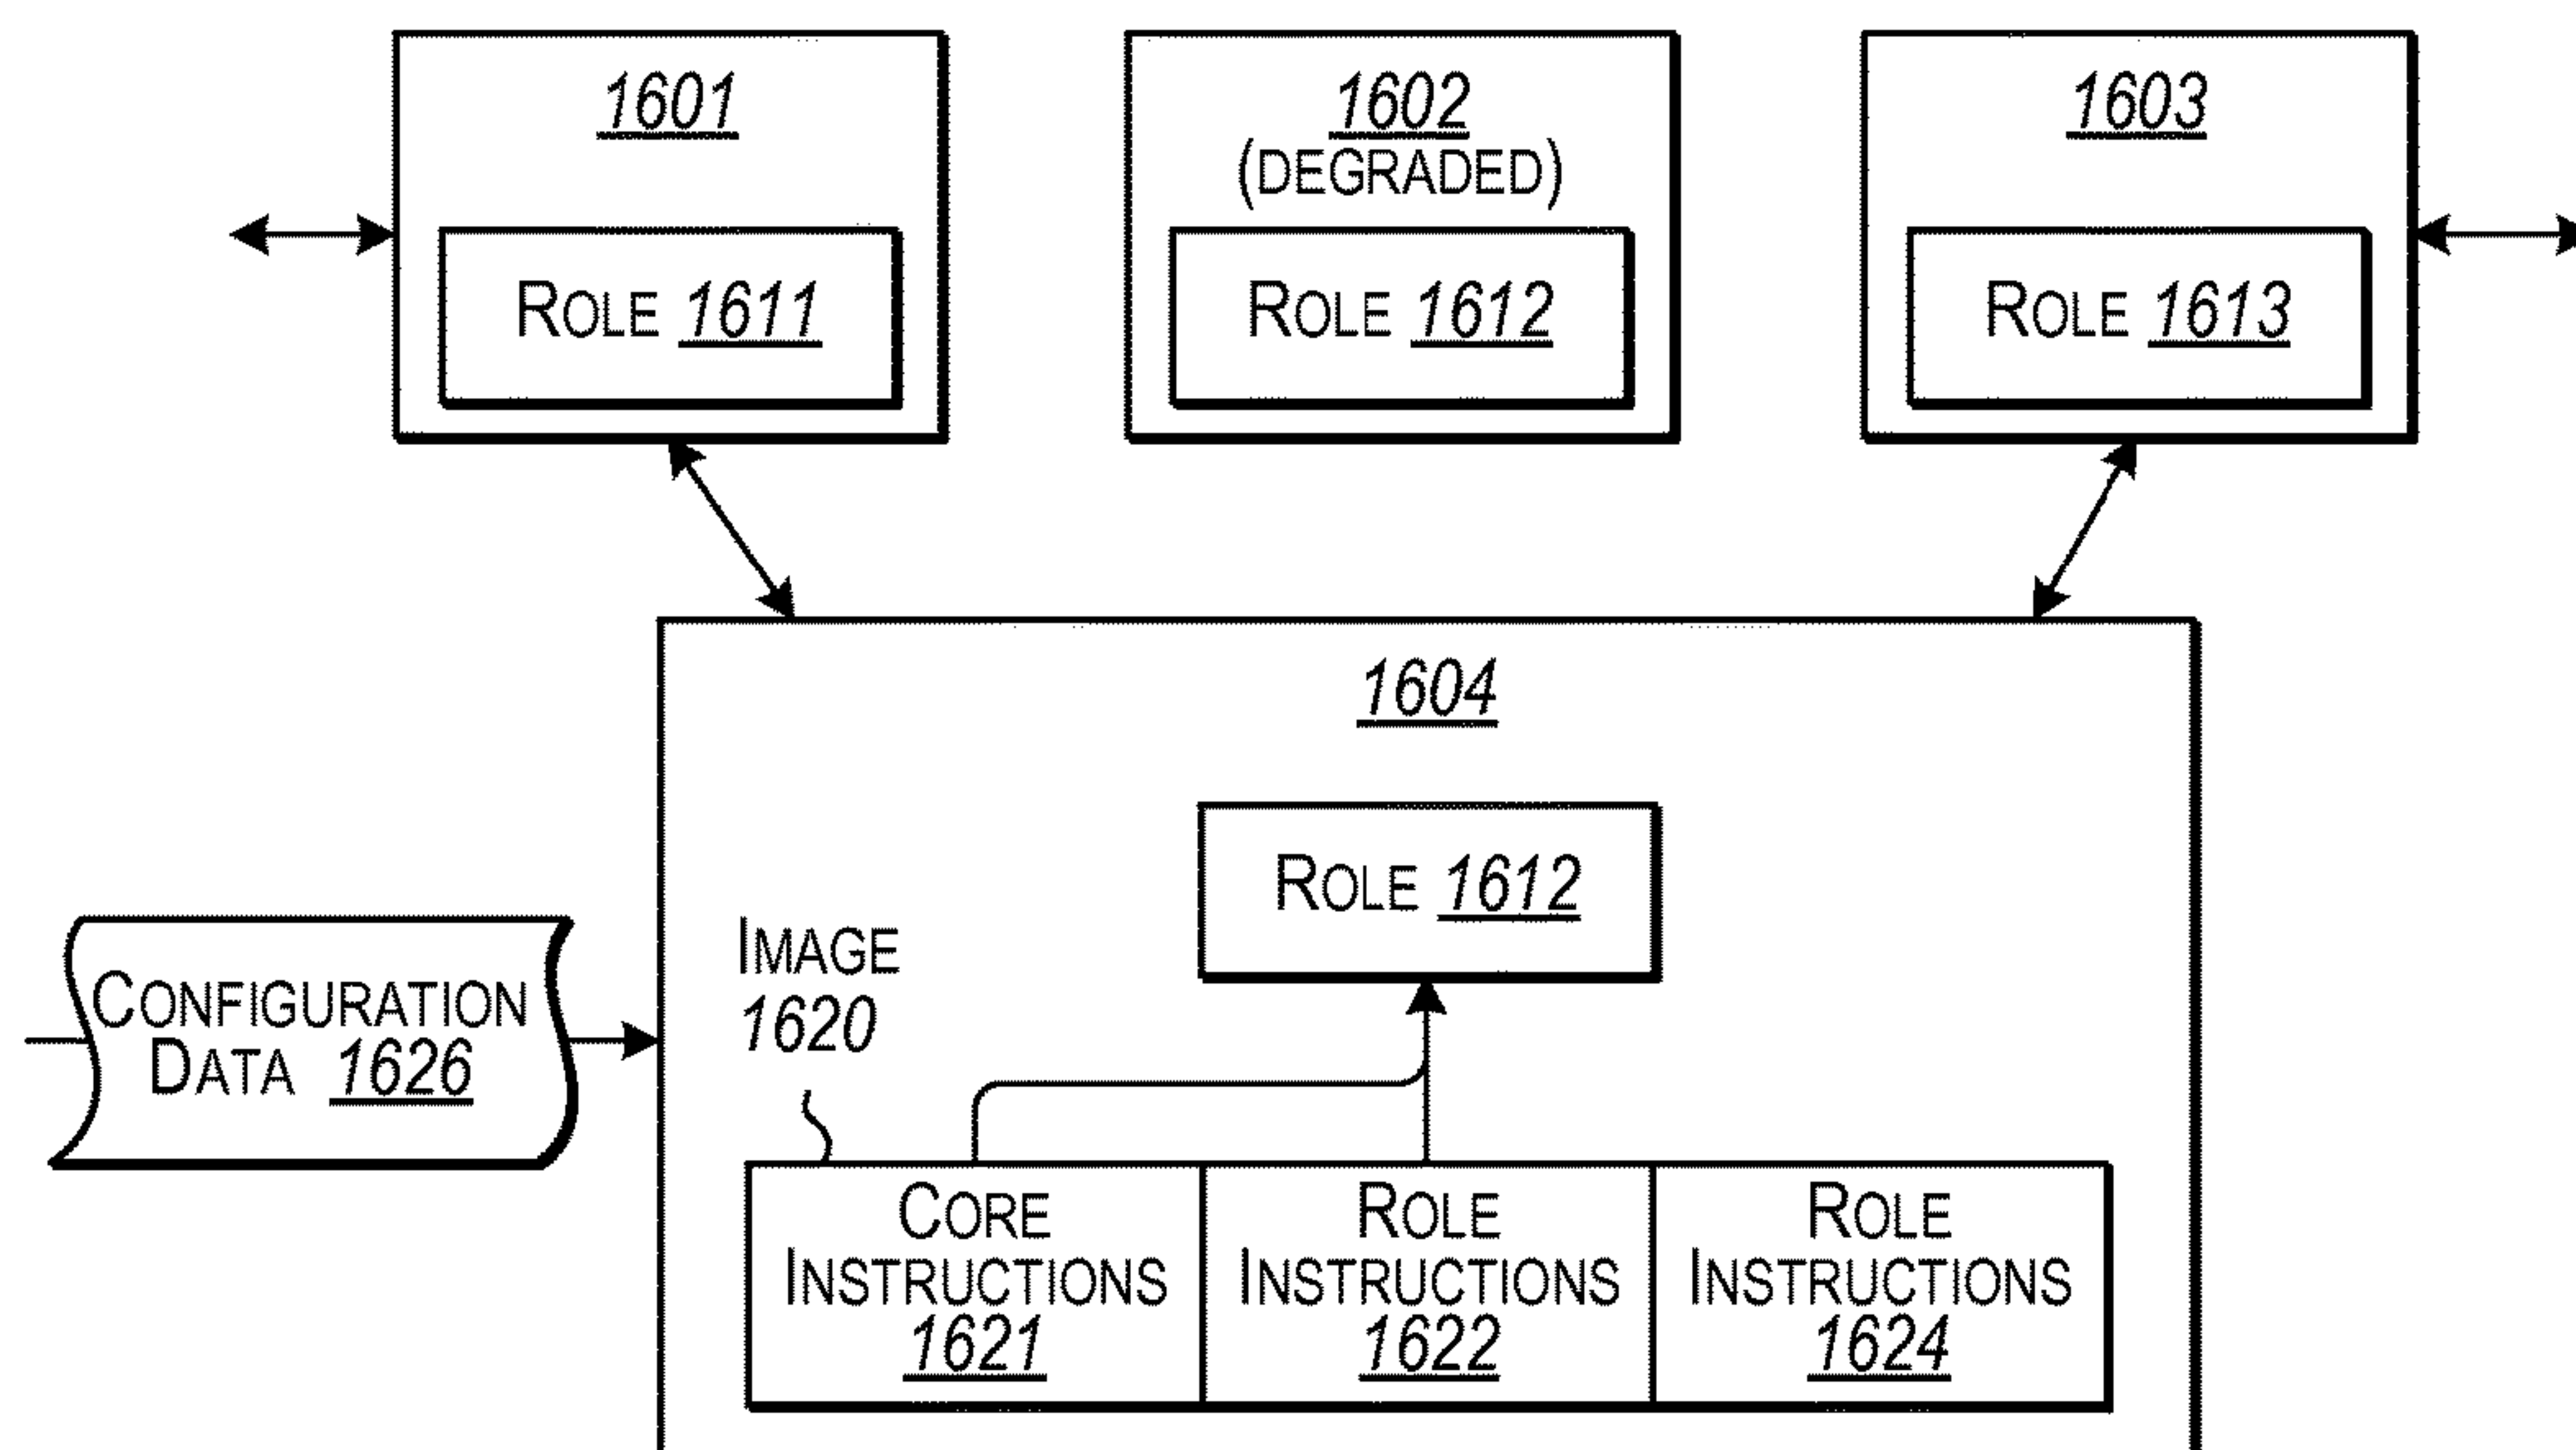 1601
1602
(DEGRADED)
1603
ROLE 1611
ROLE 1612
ROLE 1613
1604
ROLE 1612
IMAGE
1620
CONFIGURATION
DATA 1626
CORE
INSTRUCTIONS
1621
ROLE
INSTRUCTIONS
1622
ROLE
INSTRUCTIONS
1624